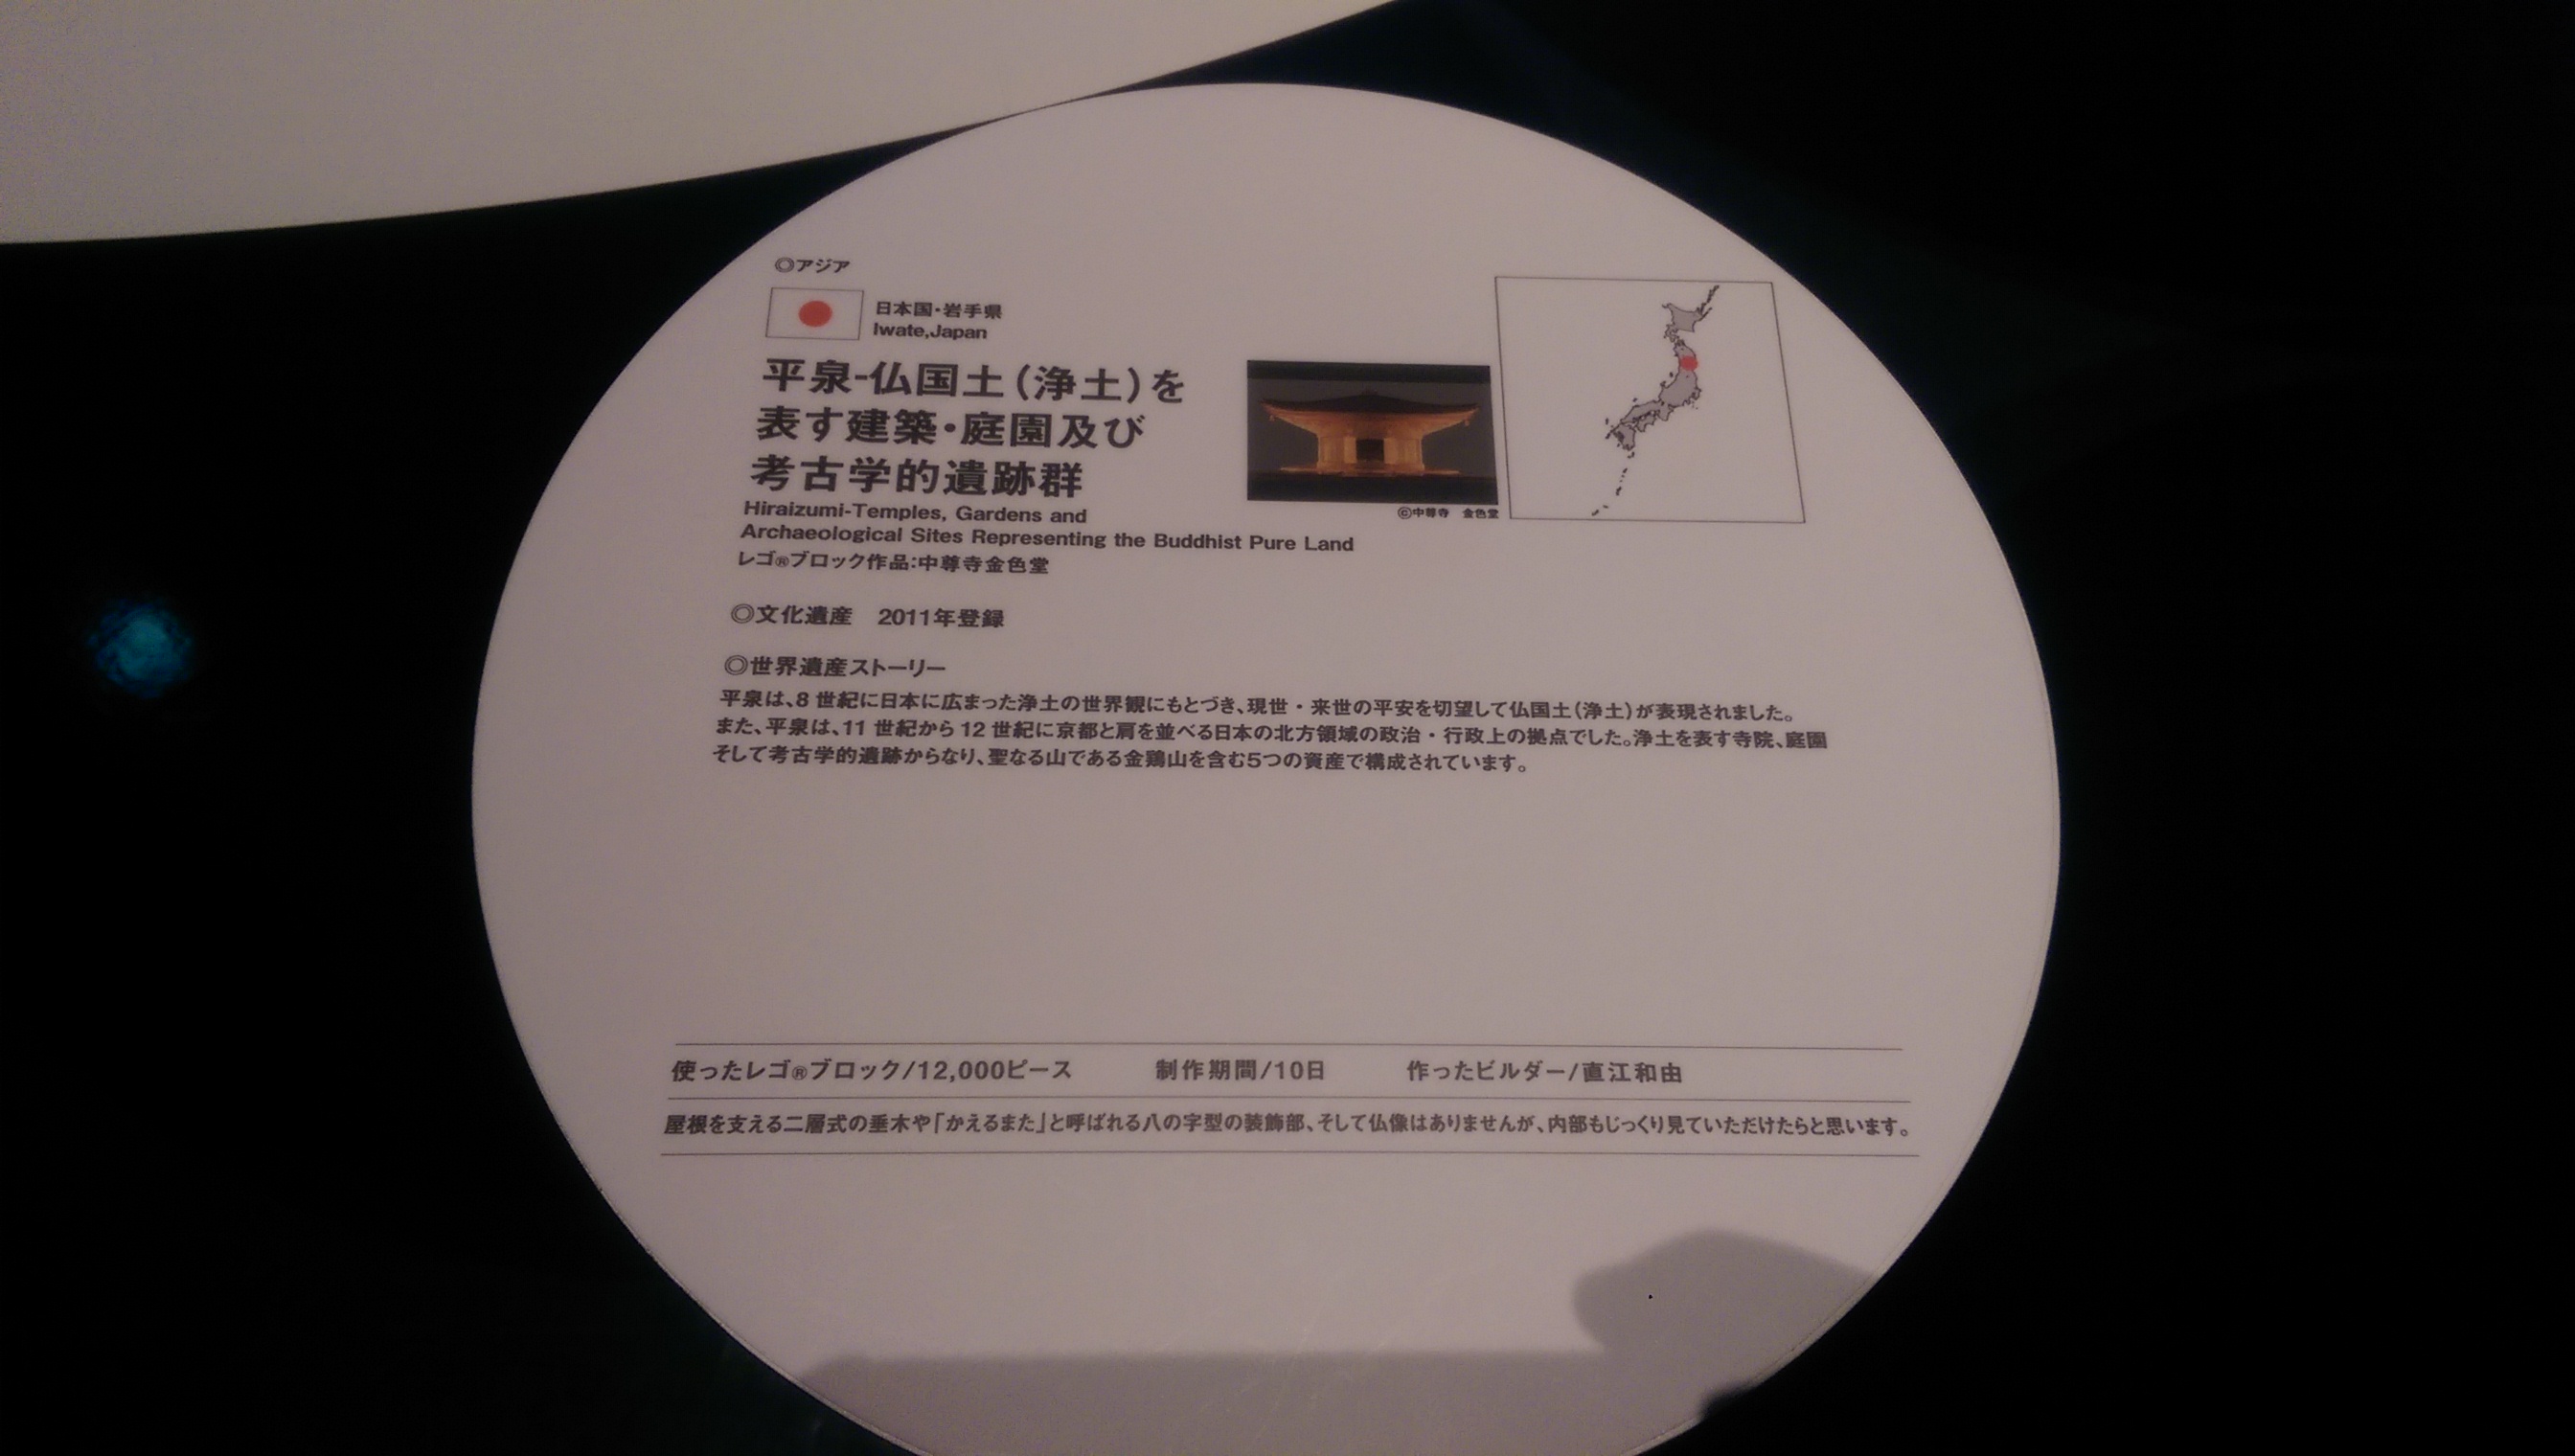 ◎アジア
日本国・岩手県
Iwate,Japan
平泉-仏国土(浄土)を
表す建築・庭園及び
考古学的遺跡群
Hiraizumi-Temples, Gardens and
Archaeological Sites Representing the Buddhist Pure Land
レゴ®ブロック作品:中尊寺金色堂
©中尊寺　金色堂
◎文化遺産　2011年登録
◎世界遺産ストーリー
平泉は、8 世紀に日本に広まった浄土の世界観にもとづき、現世・来世の平安を切望して仏国土(浄土)が表現されました。
また、平泉は、11 世紀から 12 世紀に京都と肩を並べる日本の北方領域の政治・行政上の拠点でした。浄土を表す寺院、庭園
そして考古学的遺跡からなり、聖なる山である金鶏山を含む5つの資産で構成されています。
使ったレゴ®ブロック/12,000ピース　制作期間/10日　作ったビルダー/直江和由
屋根を支える二層式の垂木や「かえるまた」と呼ばれる八の字型の装飾部、そして仏像はありませんが、内部もじっくり見ていただけたらと思います。